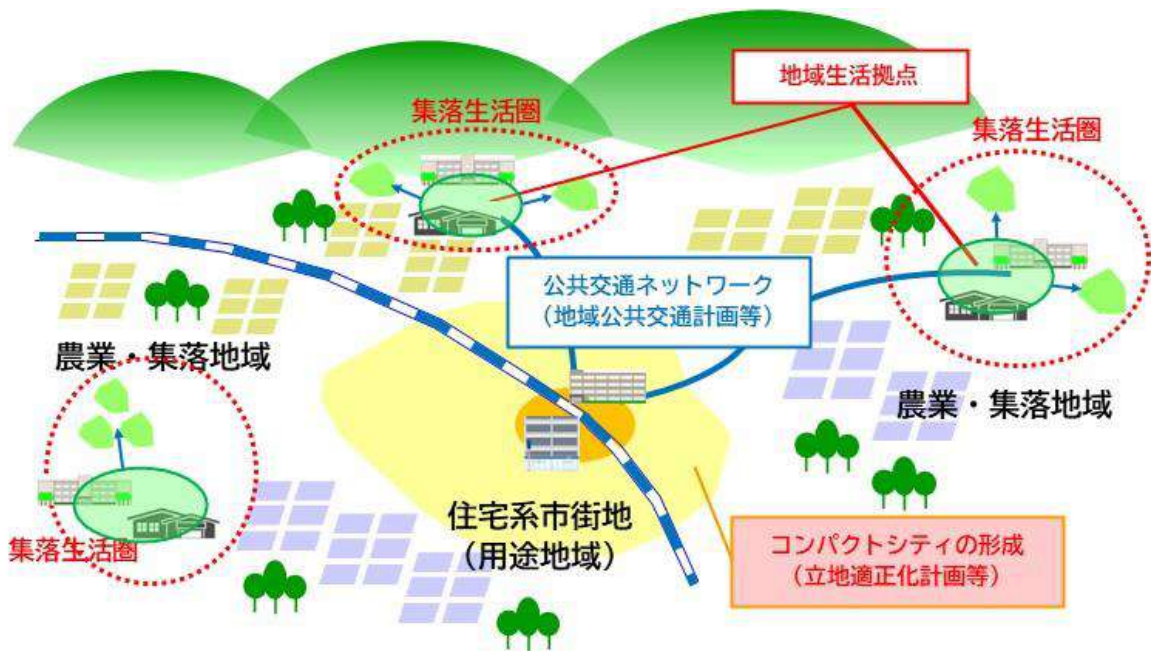 地域生活拠点
集落生活圏
集落生活圏
公共交通ネットワーク
（地域公共交通計画等）
農業・集落地域
農業・集落地域
住宅系市街地
（用途地域）
集落生活圏
コンパクトシティの形成
（立地適正化計画等）